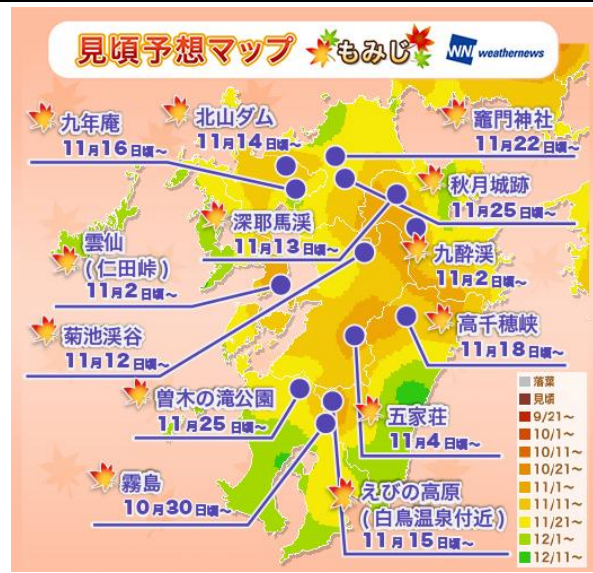 見頃予想マップ もみじ WNI weathernews
九年庵
11月16日頃~
北山ダム
11月14日頃~
竈門神社
11月22日頃~
秋月城跡
11月25日頃~
深耶馬渓
11月13日頃~
九酔渓
11月2日頃~
雲仙
(仁田峠)
11月2日頃~
菊池渓谷
11月12日頃~
高千穂峡
11月18日頃~
曽木の滝公園
11月25日頃~
五家荘
11月4日頃~
霧島
10月30日頃~
えびの高原
(白鳥温泉付近)
11月15日頃~
落葉
見頃
9/21~
10/1~
10/11~
10/21~
11/1~
11/11~
11/21~
12/1~
12/11~